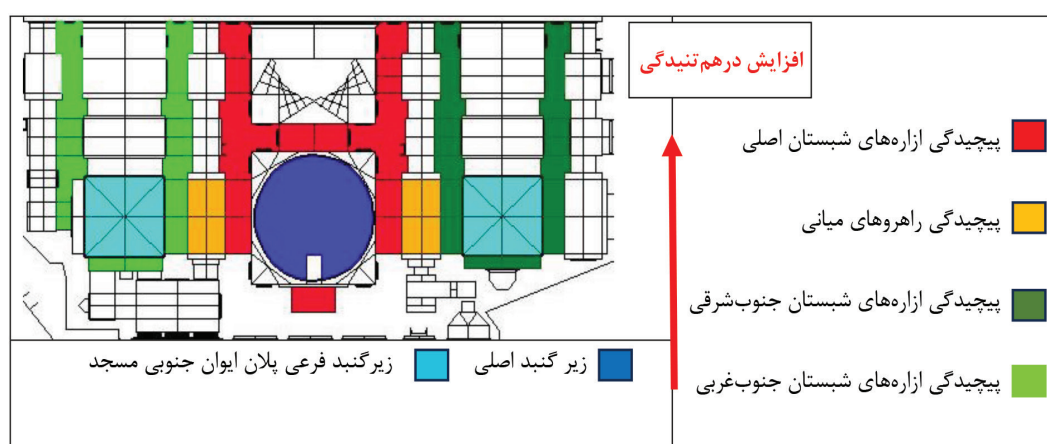 افزایش درهم‌تنیدگی
پیچیدگی ازاره‌های شبستان اصلی
پیچیدگی راهروهای میانی
پیچیدگی ازاره‌های شبستان جنوب‌شرقی
پیچیدگی ازاره‌های شبستان جنوب‌غربی
زیر گنبد اصلی
زیرگنبد فرعی پلان ایوان جنوبی مسجد